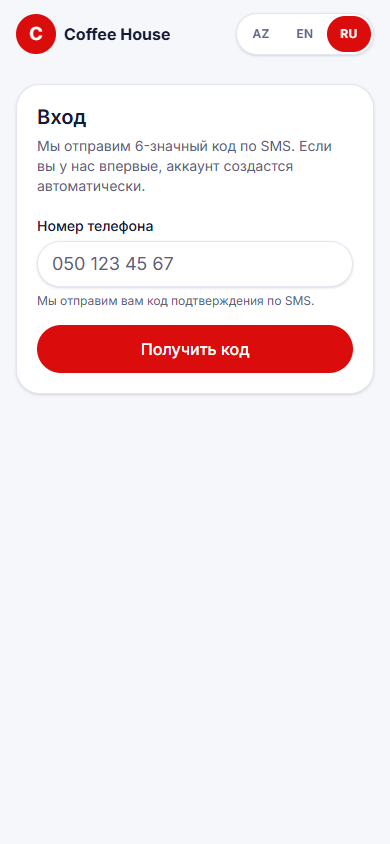 C
Coffee House
AZ
EN
RU
Вход
Мы отправим 6-значный код по SMS. Если
вы у нас впервые, аккаунт создастся
автоматически.
Номер телефона
050 123 45 67
Мы отправим вам код подтверждения по SMS.
Получить код